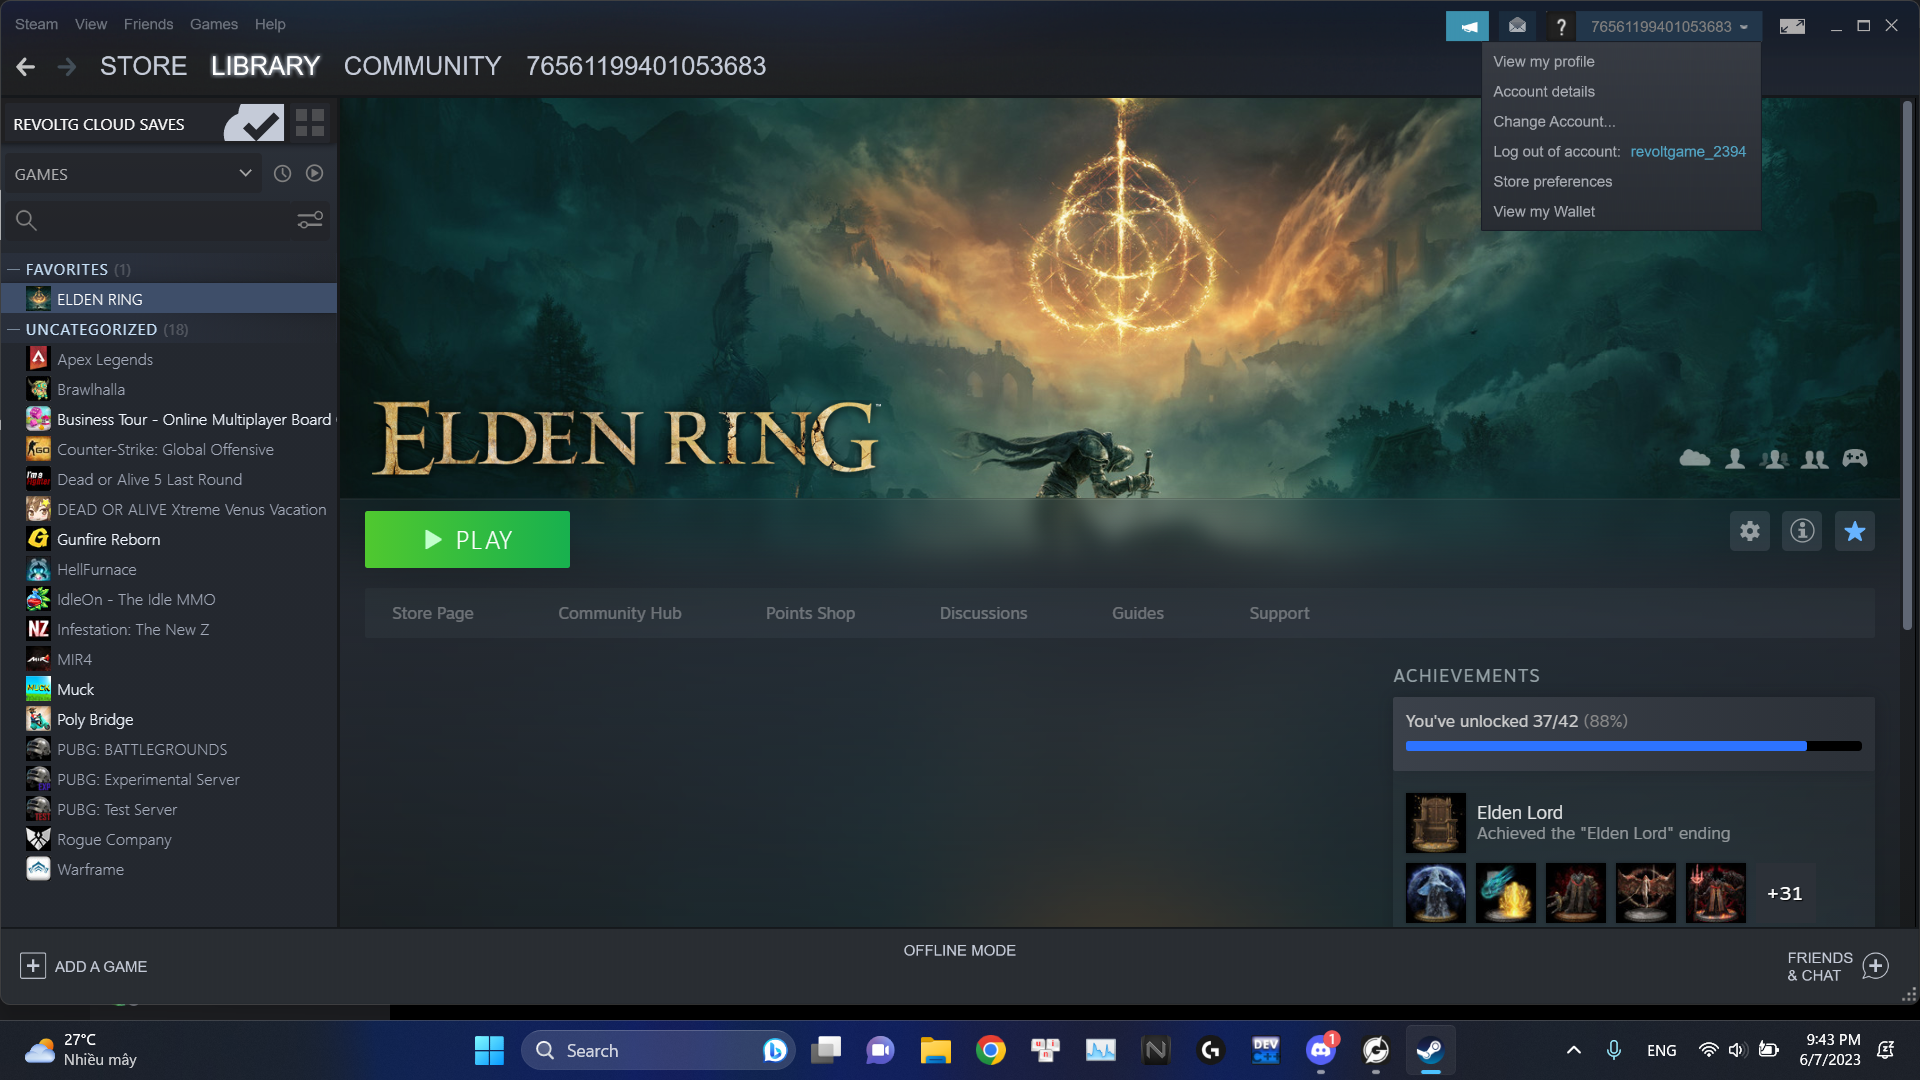 Steam View Friends Games Help
76561199401053683
STORE LIBRARY COMMUNITY 76561199401053683
View my profile
Account details
Change Account...
Log out of account: revoltgame_2394
Store preferences
View my Wallet
REVOLTG CLOUD SAVES
GAMES
FAVORITES (1)
ELDEN RING
UNCATEGORIZED (18)
Apex Legends
Brawlhalla
Business Tour - Online Multiplayer Board
Counter-Strike: Global Offensive
Dead or Alive 5 Last Round
DEAD OR ALIVE Xtreme Venus Vacation
Gunfire Reborn
HellFurnace
IdleOn - The Idle MMO
Infestation: The New Z
MIR4
Muck
Poly Bridge
PUBG: BATTLEGROUNDS
PUBG: Experimental Server
PUBG: Test Server
Rogue Company
Warframe
ELDEN RING™
PLAY
Store Page Community Hub Points Shop Discussions Guides Support
ACHIEVEMENTS
You've unlocked 37/42 (88%)
Elden Lord
Achieved the "Elden Lord" ending
+31
ADD A GAME
OFFLINE MODE
FRIENDS
& CHAT
27°C
Nhiều mây
Search
DEV
C++
1
ENG
9:43 PM
6/7/2023